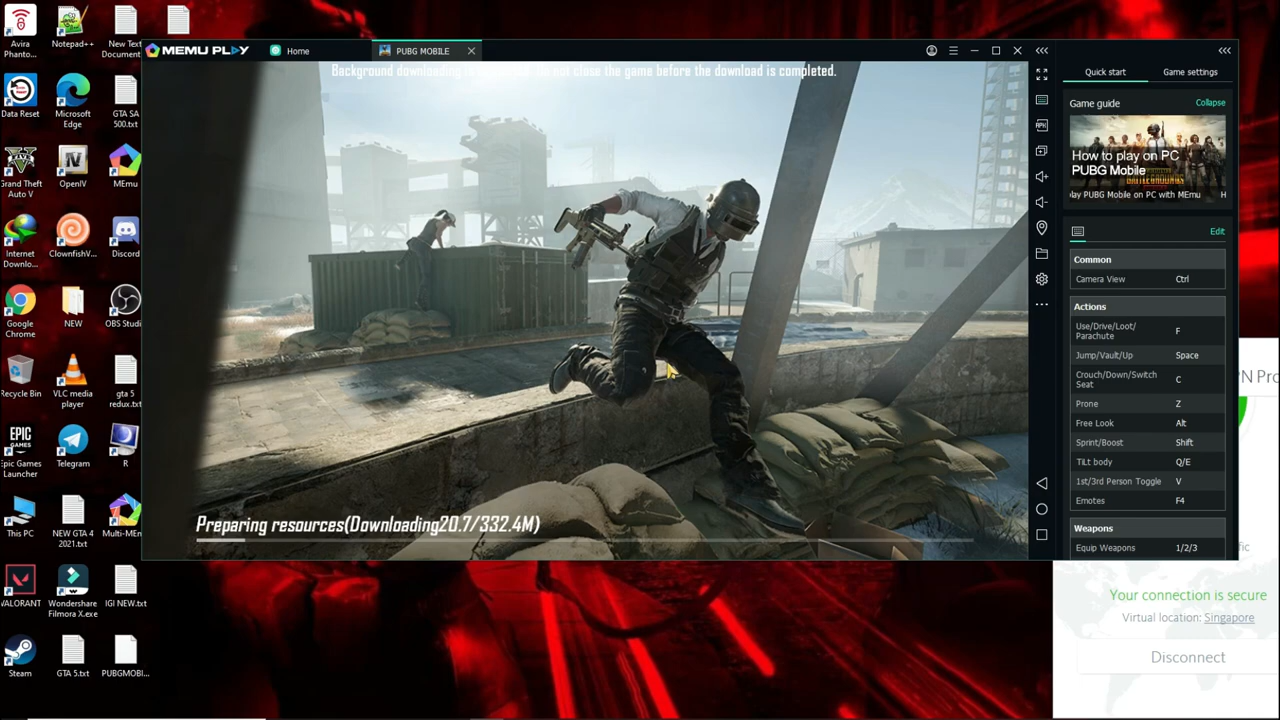 Avira
Phanto...
Notepad++
New Text
Document...
Data Reset
Microsoft
Edge
GTA SA
500.txt
Grand Theft
Auto V
OpenIV
MEmu
Internet
Downlo...
ClownfishV...
Discord
Google
Chrome
NEW
OBS Studi
Recycle Bin
VLC media
player
gta 5
redux.txt
EPIC
GAMES
Epic Games
Launcher
Telegram
R
This PC
NEW GTA 4
2021.txt
Multi-MEm
VALORANT
Wondershare
Filmora X.exe
IGI NEW.txt
Steam
GTA 5.txt
PUBGMOBI...
MEMU PLAY
Home
PUBG MOBILE
Background downloading close the game before the download is completed.
Preparing resources(Downloading20.7/332.4M)
Quick start
Game settings
Game guide
Collapse
How to play on PC
PUBG Mobile
lay PUBG Mobile on PC with MEmu
H
Edit
Common
Camera View Ctrl
Actions
Use/Drive/Loot/
Parachute F
Jump/Vault/Up Space
Crouch/Down/Switch
Seat C
Prone Z
Free Look Alt
Sprint/Boost Shift
TiLt body Q/E
1st/3rd Person Toggle V
Emotes F4
Weapons
Equip Weapons 1/2/3
N Pro
fic
Your connection is secure
Virtual location: Singapore
Disconnect